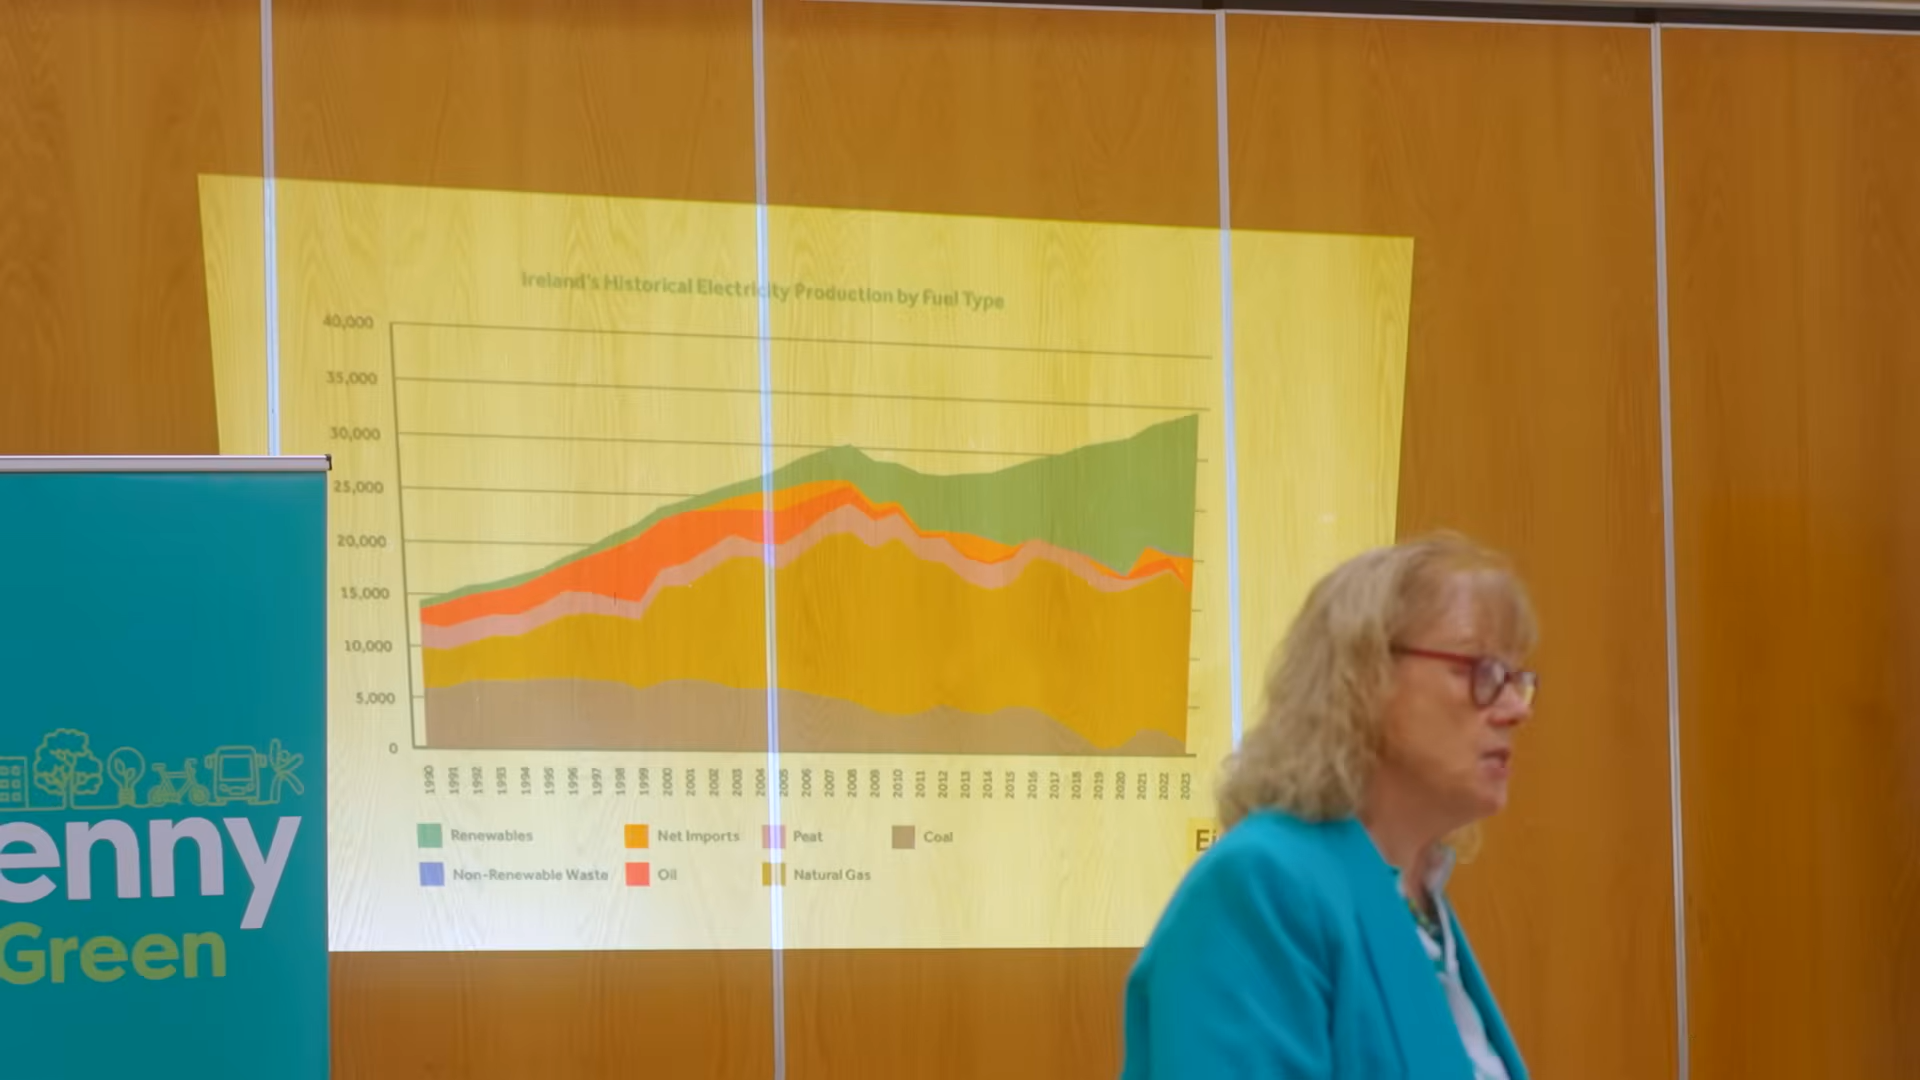 Ireland's Historical Electricity Production by Fuel Type
40,000
35,000
30,000
25,000
20,000
15,000
10,000
5,000
0
1990 1991 1992 1993 1994 1995 1996 1997 1998 1999 2000 2001 2002 2003 2004 2005 2006 2007 2008 2009 2010 2011 2012 2013 2014 2015 2016 2017 2018 2019 2020 2021 2022 2023
Renewables Net Imports Peat Coal
Non-Renewable Waste Oil Natural Gas
Ei
enny
Green